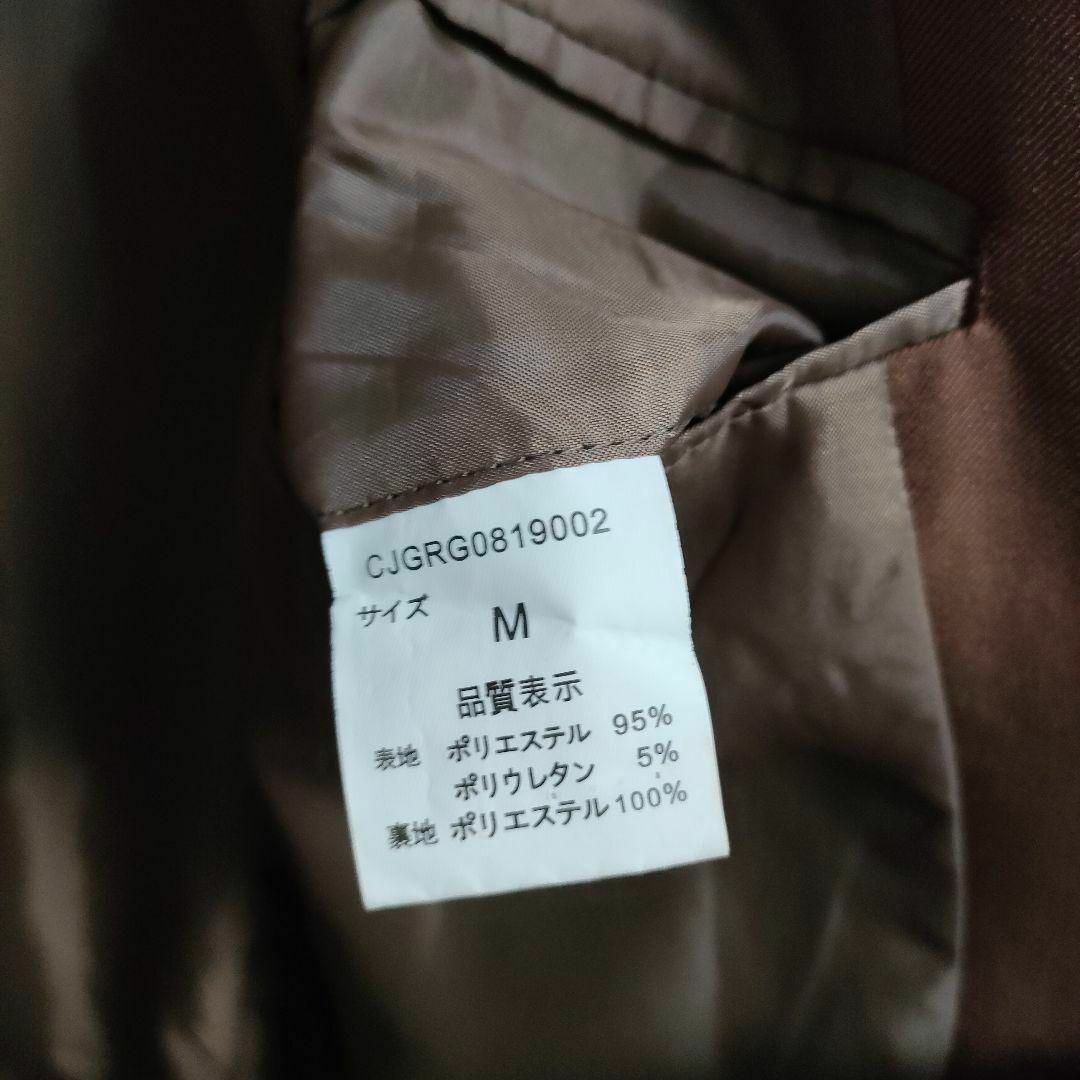 CJGRG0819002
サイズ M
品質表示
表地 ポリエステル 95%
ポリウレタン 5%
裏地 ポリエステル 100%